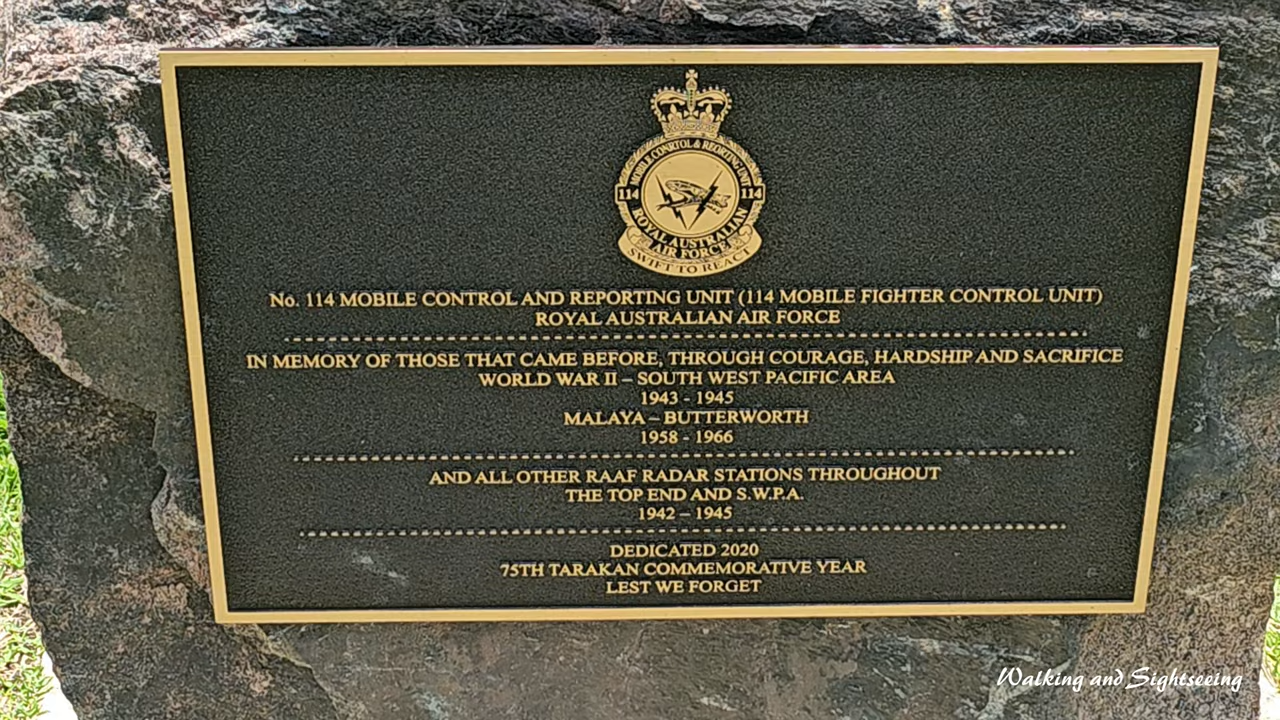 MOBILE CONRTOL & REORTING UNIT
114 114
ROYAL AUSTRALIAN
AIR FORCE
SWIFT TO REACT
No. 114 MOBILE CONTROL AND REPORTING UNIT (114 MOBILE FIGHTER CONTROL UNIT)
ROYAL AUSTRALIAN AIR FORCE
IN MEMORY OF THOSE THAT CAME BEFORE, THROUGH COURAGE, HARDSHIP AND SACRIFICE
WORLD WAR II – SOUTH WEST PACIFIC AREA
1943 - 1945
MALAYA – BUTTERWORTH
1958 - 1966
AND ALL OTHER RAAF RADAR STATIONS THROUGHOUT
THE TOP END AND S.W.P.A.
1942 – 1945
DEDICATED 2020
75TH TARAKAN COMMEMORATIVE YEAR
LEST WE FORGET
Walking and Sightseeing